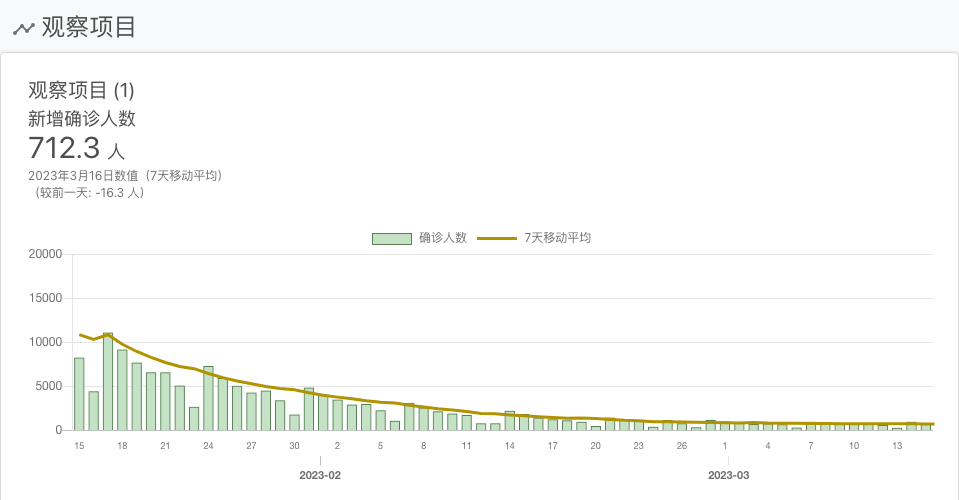 观察项目
观察项目 (1)
新增确诊人数
712.3 人
2023年3月16日数值（7天移动平均）
（较前一天: -16.3 人）
确诊人数 7天移动平均
20000
15000
10000
5000
0
15 18 21 24 27 30 2 5 8 11 14 17 20 23 26 1 4 7 10 13
2023-02 2023-03